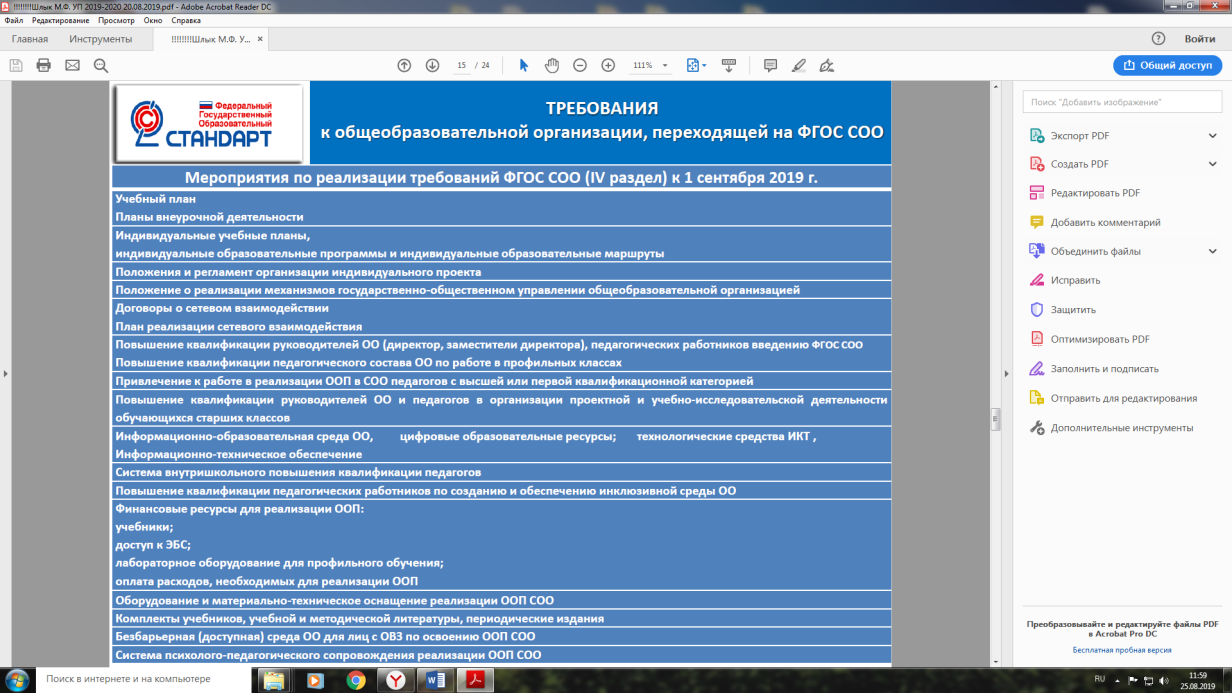 !!!!!!!!Шлык М.Ф. УП 2019-2020 20.08.2019.pdf - Adobe Acrobat Reader DC
Файл Редактирование Просмотр Окно Справка
Главная Инструменты !!!!!!!!Шлык М.Ф. У... × Войти
15 / 24 111% Общий доступ
Федеральный
Государственный
Образовательный
СТАНДАРТ
ТРЕБОВАНИЯ
к общеобразовательной организации, переходящей на ФГОС СОО
Мероприятия по реализации требований ФГОС СОО (IV раздел) к 1 сентября 2019 г.
Учебный план
Планы внеурочной деятельности
Индивидуальные учебные планы,
индивидуальные образовательные программы и индивидуальные образовательные маршруты
Положения и регламент организации индивидуального проекта
Положение о реализации механизмов государственно-общественном управлении общеобразовательной организацией
Договоры о сетевом взаимодействии
План реализации сетевого взаимодействия
Повышение квалификации руководителей ОО (директор, заместители директора), педагогических работников введению ФГОС СОО
Повышение квалификации педагогического состава ОО по работе в профильных классах
Привлечение к работе в реализации ООП в СОО педагогов с высшей или первой квалификационной категорией
Повышение квалификации руководителей ОО и педагогов в организации проектной и учебно-исследовательской деятельности
обучающихся старших классов
Информационно-образовательная среда ОО, цифровые образовательные ресурсы; технологические средства ИКТ ,
Информационно-техническое обеспечение
Система внутришкольного повышения квалификации педагогов
Повышение квалификации педагогических работников по созданию и обеспечению инклюзивной среды ОО
Финансовые ресурсы для реализации ООП:
учебники;
доступ к ЭБС;
лабораторное оборудование для профильного обучения;
оплата расходов, необходимых для реализации ООП
Оборудование и материально-техническое оснащение реализации ООП СОО
Комплекты учебников, учебной и методической литературы, периодические издания
Безбарьерная (доступная) среда ОО для лиц с ОВЗ по освоению ООП СОО
Система психолого-педагогического сопровождения реализации ООП СОО
Поиск "Добавить изображение"
Экспорт PDF
Создать PDF
Редактировать PDF
Добавить комментарий
Объединить файлы
Исправить
Защитить
Оптимизировать PDF
Заполнить и подписать
Отправить для редактирования
Дополнительные инструменты
Преобразовывайте и редактируйте файлы PDF
в Acrobat Pro DC
Бесплатная пробная версия
Поиск в интернете и на компьютере
RU
11:59
25.08.2019